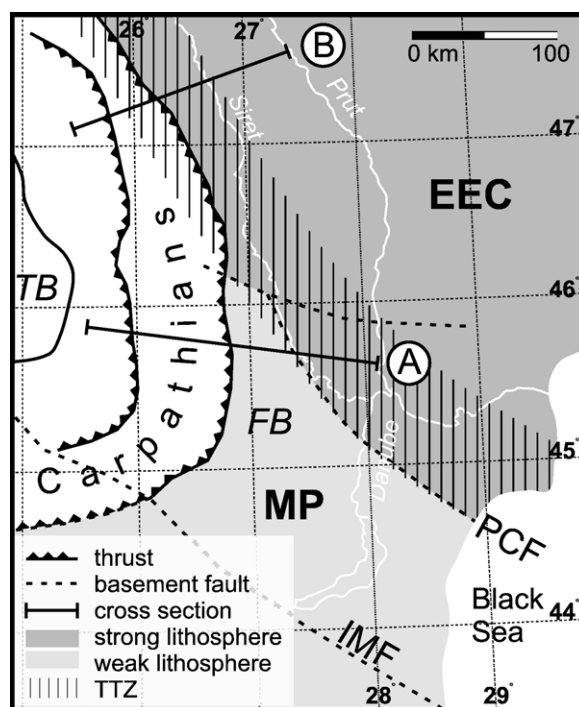 26° 27° B
0 km 100
Siret Prut
47°
EEC
TB
Carpathians
46°
A
FB
Danube
45°
MP
PCF
thrust
basement fault
cross section
strong lithosphere
weak lithosphere
TTZ
Black
Sea
44°
IMF
28° 29°